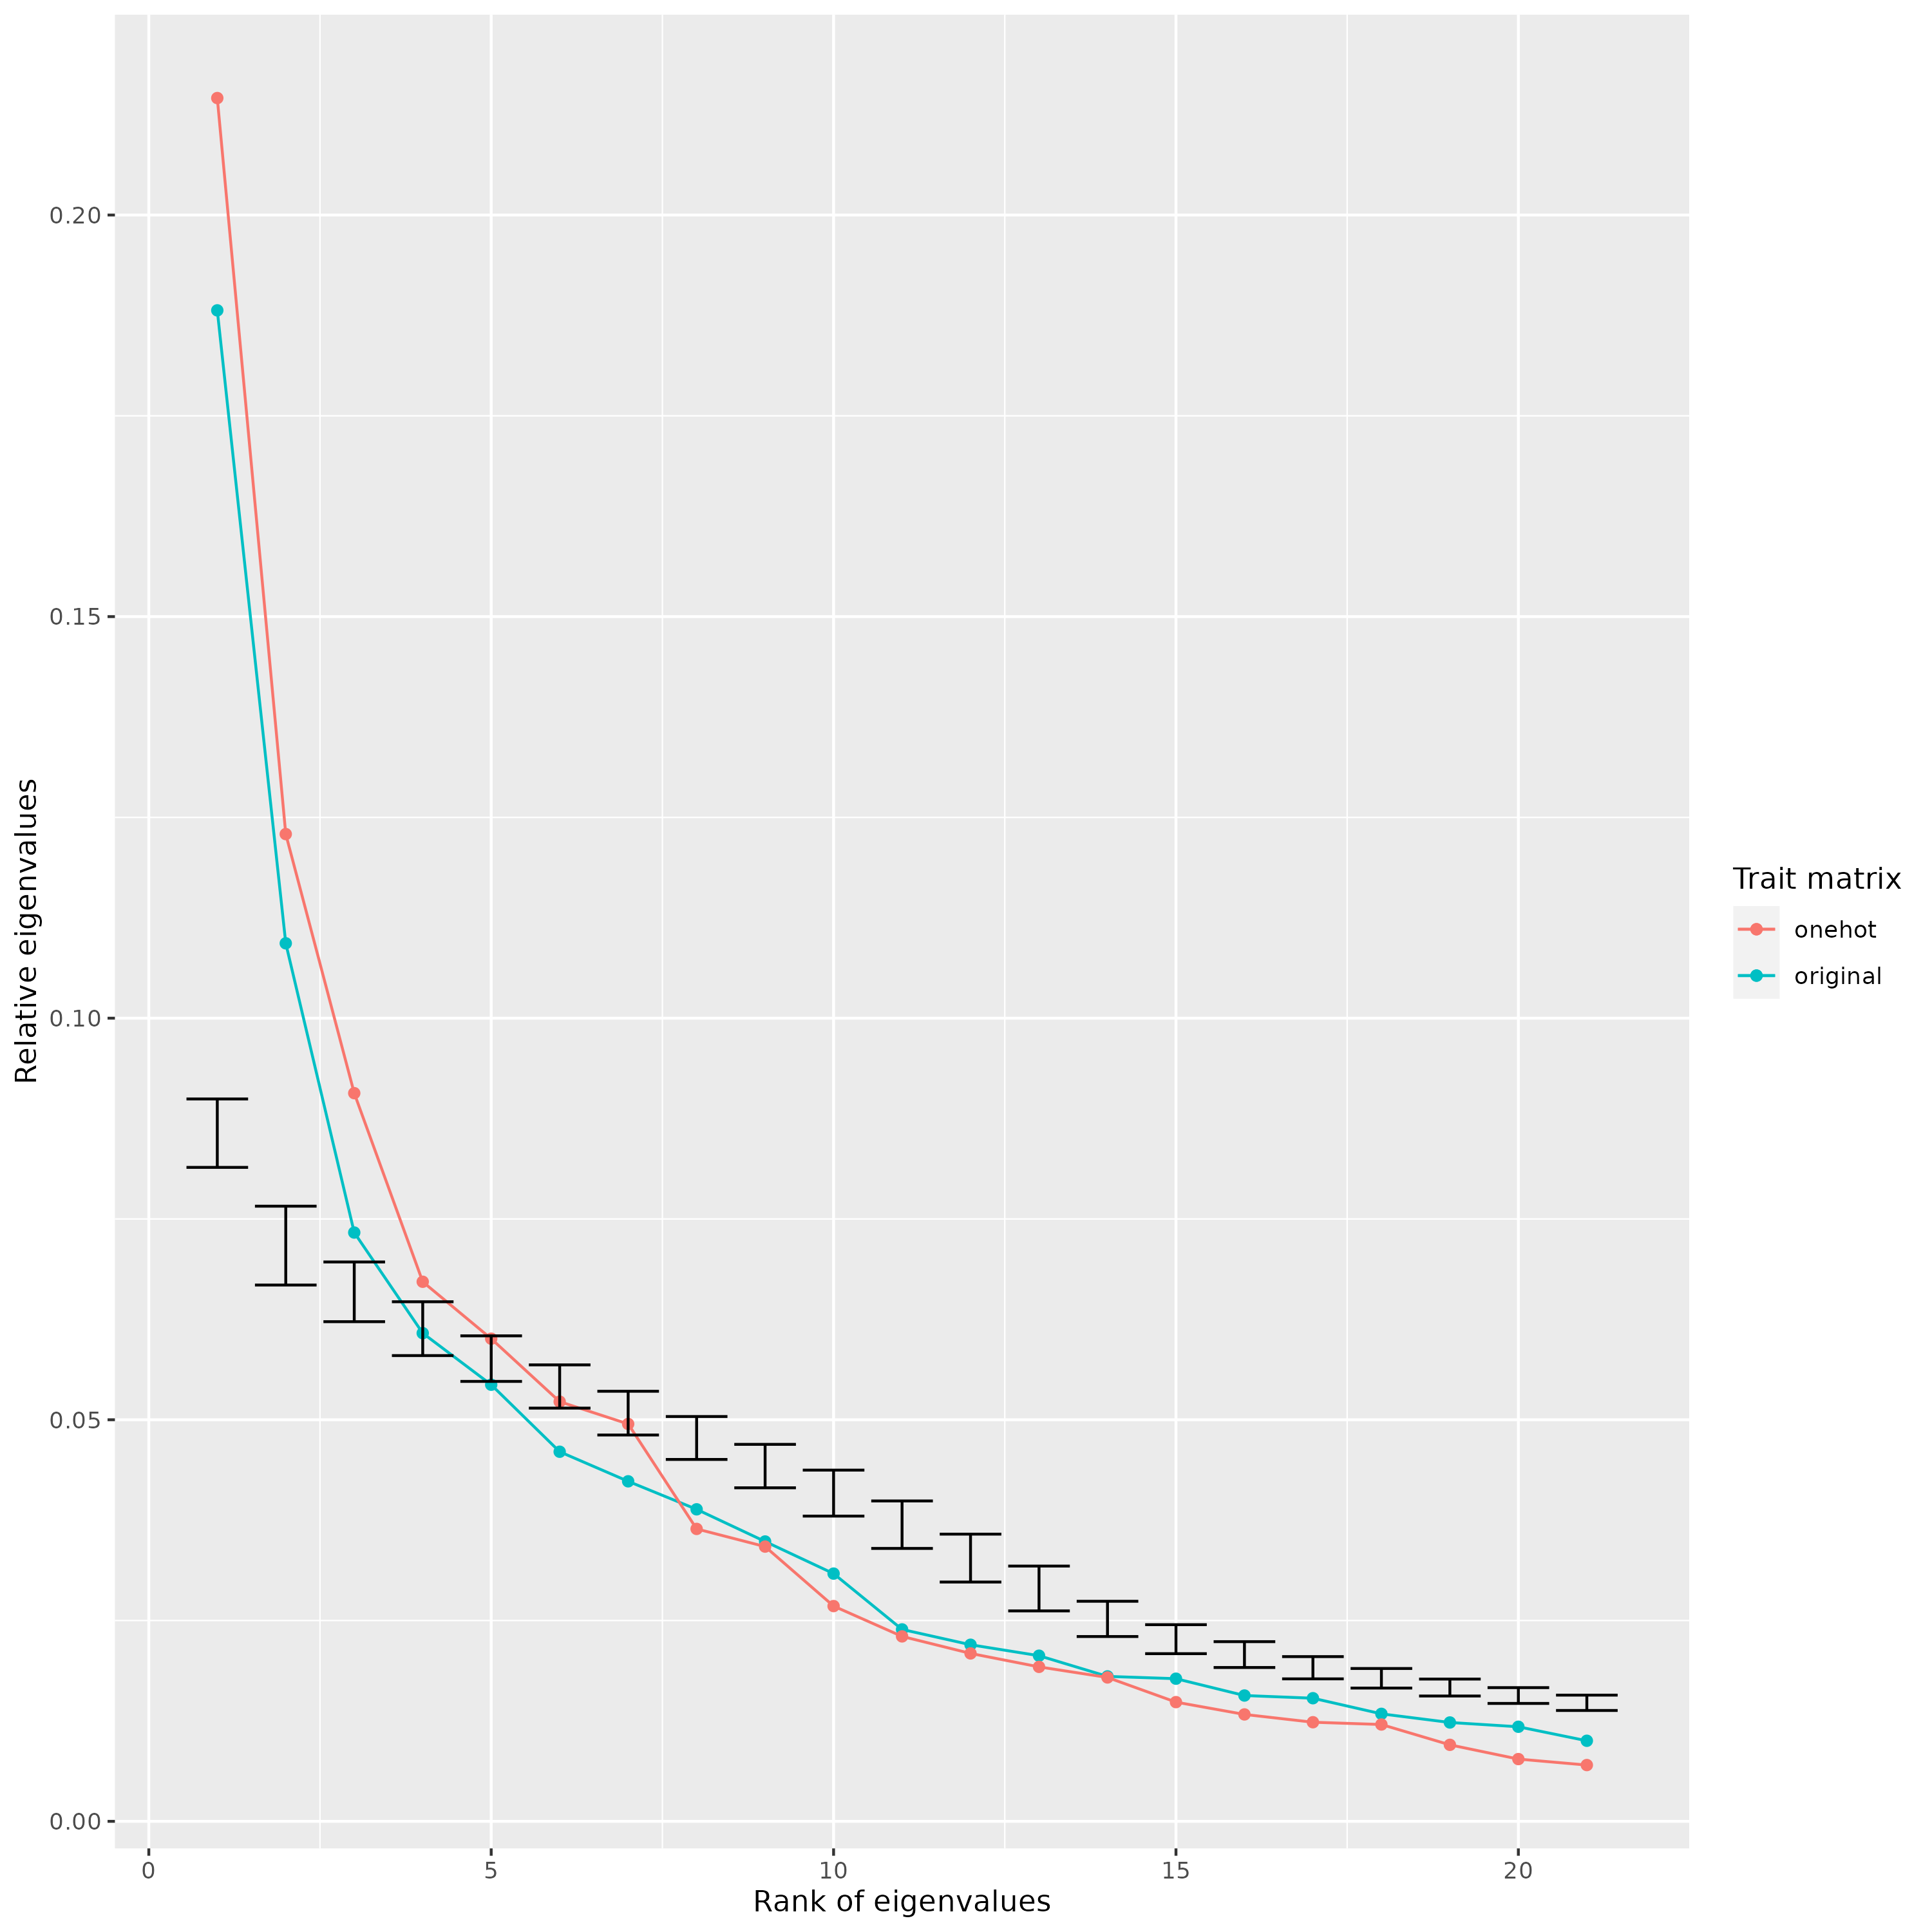 0.20
0.15
0.10
0.05
0.00
Relative eigenvalues
0 5 10 15 20
Rank of eigenvalues
Trait matrix
onehot
original